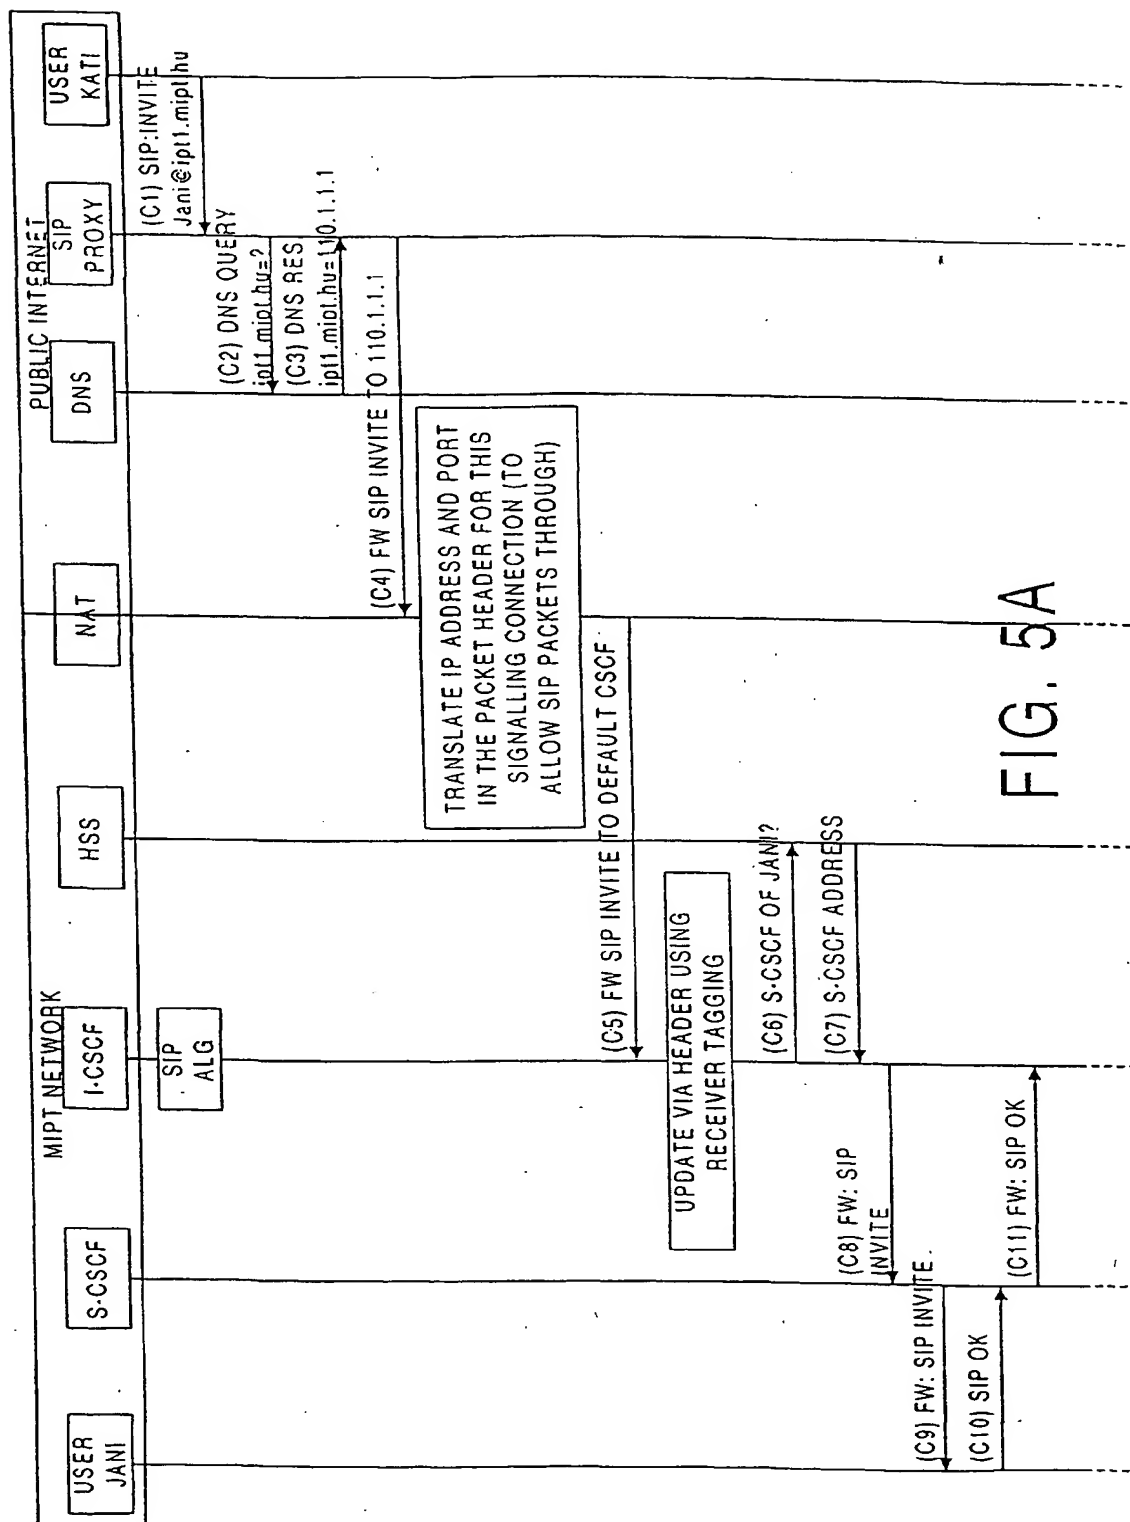 MIPT NETWORK
PUBLIC INTERNET
USER
JANI
S-CSCF
I-CSCF
SIP
ALG
HSS
NAT
DNS
SIP
PROXY
USER
KATI
(C1) SIP:INVITE
Jani@ipt1.mipt.hu
(C2) DNS QUERY
ipt1.mipt.hu=?
(C3) DNS RES
ipt1.mipt.hu=110.1.1.1
(C4) FW SIP INVITE TO 110.1.1.1
TRANSLATE IP ADDRESS AND PORT
IN THE PACKET HEADER FOR THIS
SIGNALLING CONNECTION (TO
ALLOW SIP PACKETS THROUGH)
(C5) FW SIP INVITE TO DEFAULT CSCF
UPDATE VIA HEADER USING
RECEIVER TAGGING
(C6) S-CSCF OF JANI?
(C7) S-CSCF ADDRESS
(C8) FW: SIP
INVITE
(C9) FW: SIP INVITE.
(C10) SIP OK
(C11) FW: SIP OK
FIG. 5A